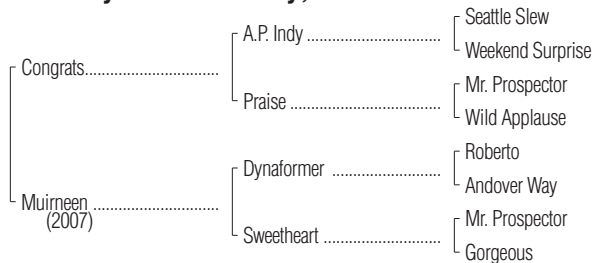 Seattle Slew
A.P. Indy ..............................
Weekend Surprise
Congrats..............................
Mr. Prospector
Praise ..............................
Wild Applause
Roberto
Dynaformer ..............................
Andover Way
Muirneen ..............................
(2007)
Mr. Prospector
Sweetheart ..............................
Gorgeous